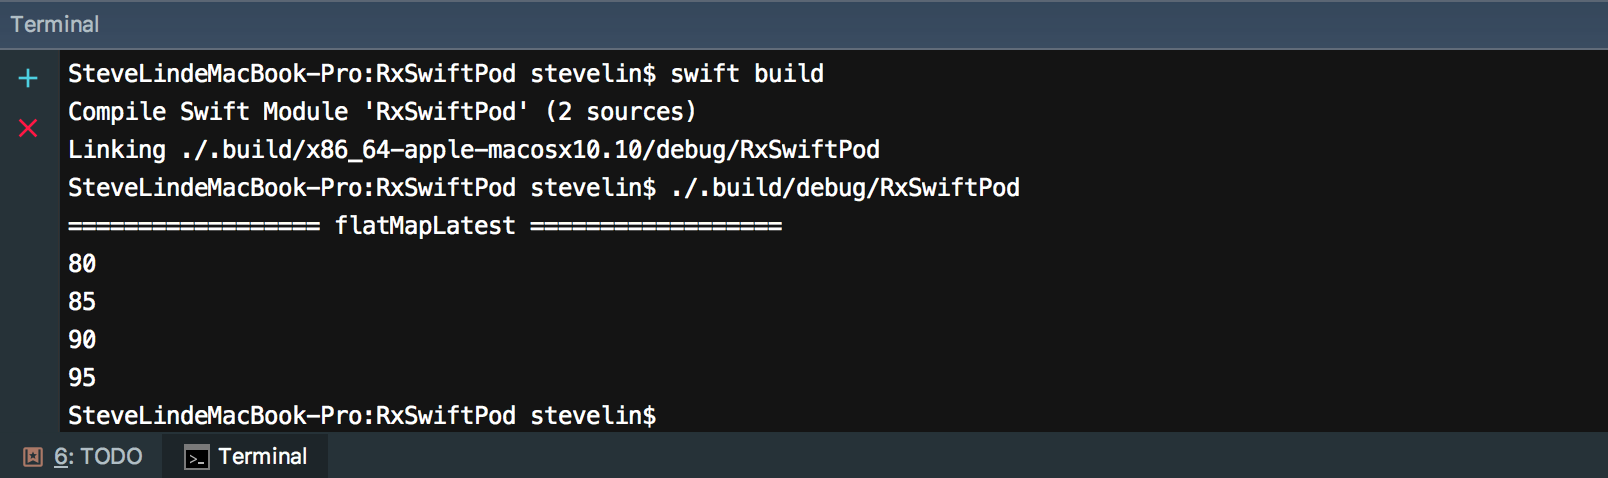 Terminal
SteveLindeMacBook-Pro:RxSwiftPod stevelin$ swift build
Compile Swift Module 'RxSwiftPod' (2 sources)
Linking ./.build/x86_64-apple-macosx10.10/debug/RxSwiftPod
SteveLindeMacBook-Pro:RxSwiftPod stevelin$ ./.build/debug/RxSwiftPod
================== flatMapLatest ==================
80
85
90
95
SteveLindeMacBook-Pro:RxSwiftPod stevelin$
6: TODO Terminal